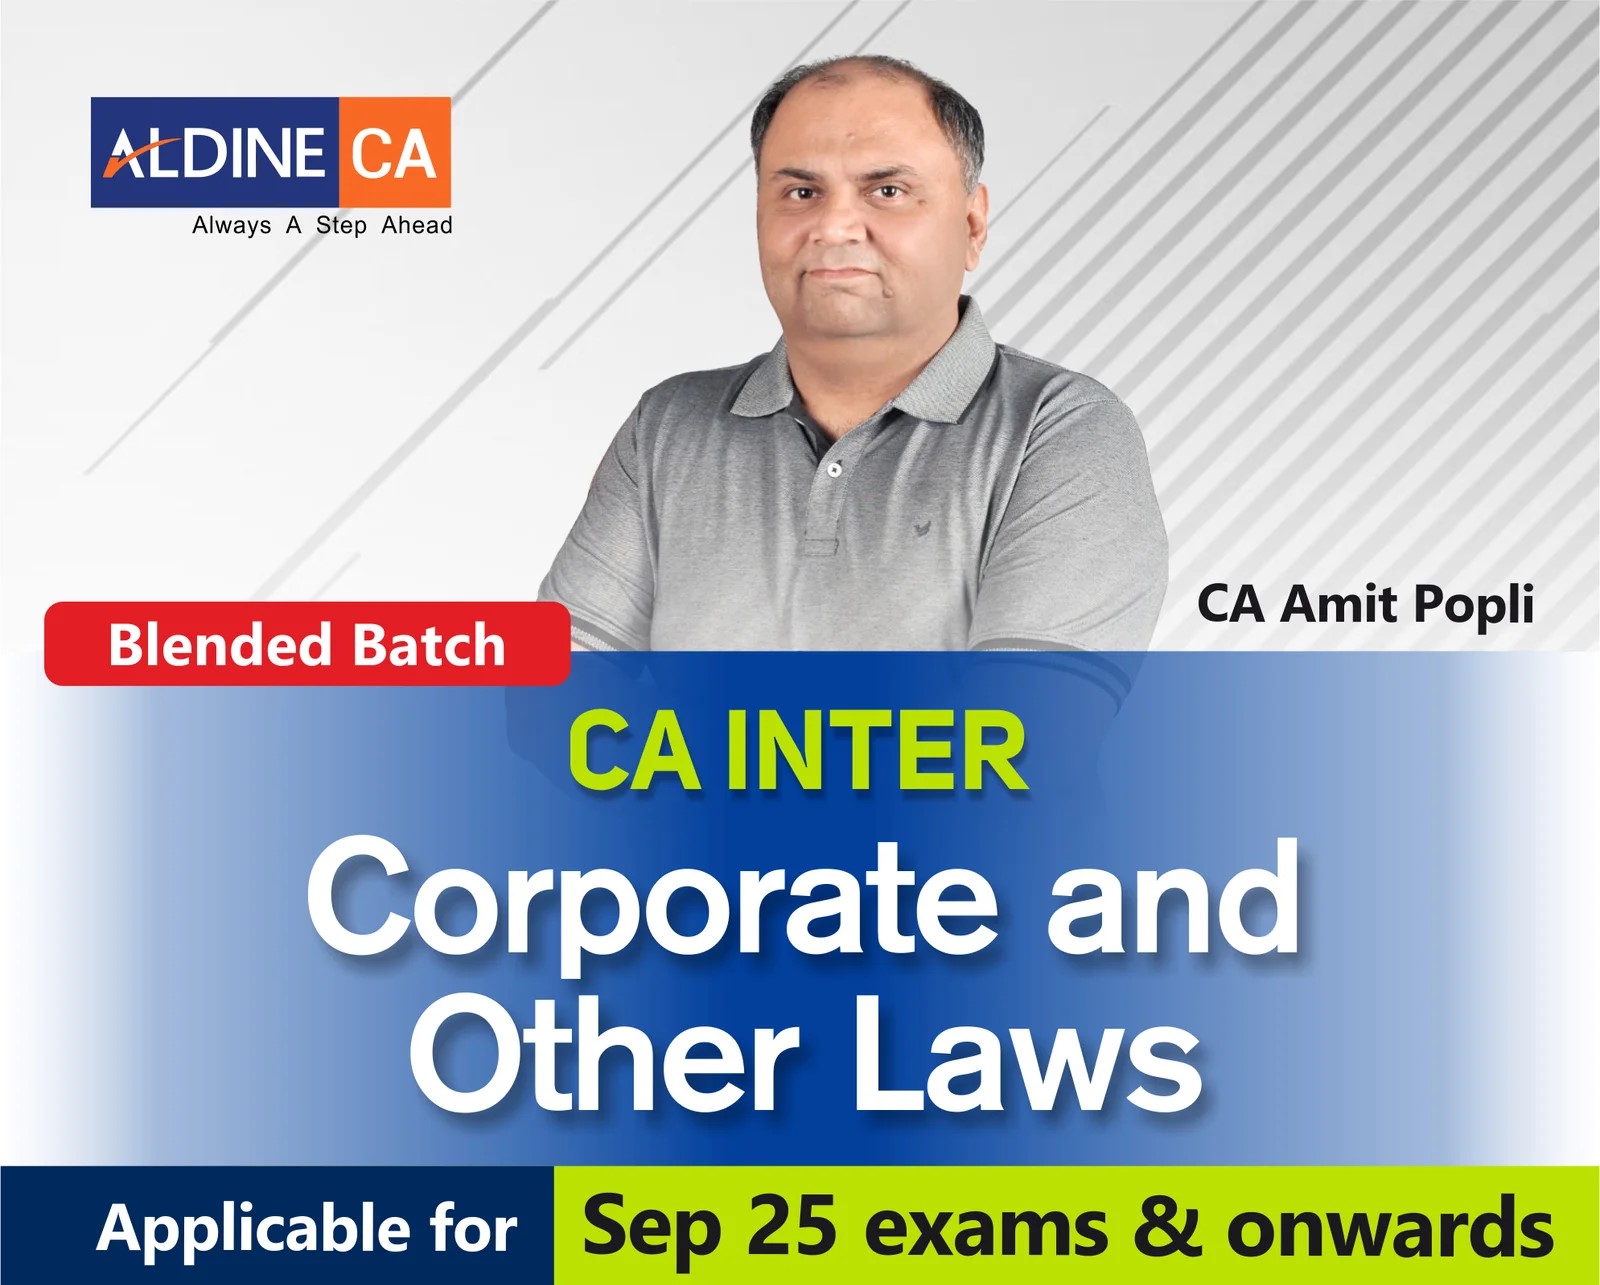 ALDINE CA
Always A Step Ahead
CA Amit Popli
Blended Batch
CA INTER
Corporate and
Other Laws
Applicable for Sep 25 exams & onwards